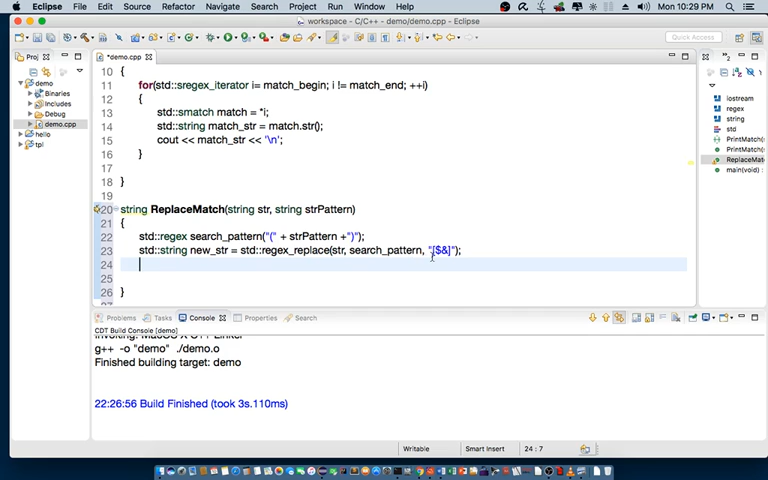 Eclipse File Edit Source Refactor Navigate Search Project Run Window Help Mon 10:29 PM
workspace - C/C++ - demo/demo.cpp - Eclipse
Quick Access
Proj
*demo.cpp
demo
Binaries
Includes
Debug
demo.cpp
hello
tpl
10 {
11 for(std::sregex_iterator i= match_begin; i != match_end; ++i)
12 {
13 std::smatch match = *i;
14 std::string match_str = match.str();
15 cout << match_str << '\n';
16 }
17
18 }
19
20 string ReplaceMatch(string str, string strPattern)
21 {
22 std::regex search_pattern("(" + strPattern +")");
23 std::string new_str = std::regex_replace(str, search_pattern, "[$&]");
24
25
26 }
27
iostream
regex
string
std
PrintMatch(
PrintMatch(
ReplaceMat
main(void)
Problems Tasks Console Properties Search
CDT Build Console [demo]
Invoking: MacOS X C++ Linker
g++ -o "demo" ./demo.o
Finished building target: demo
22:26:56 Build Finished (took 3s.110ms)
Writable Smart Insert 24 : 7